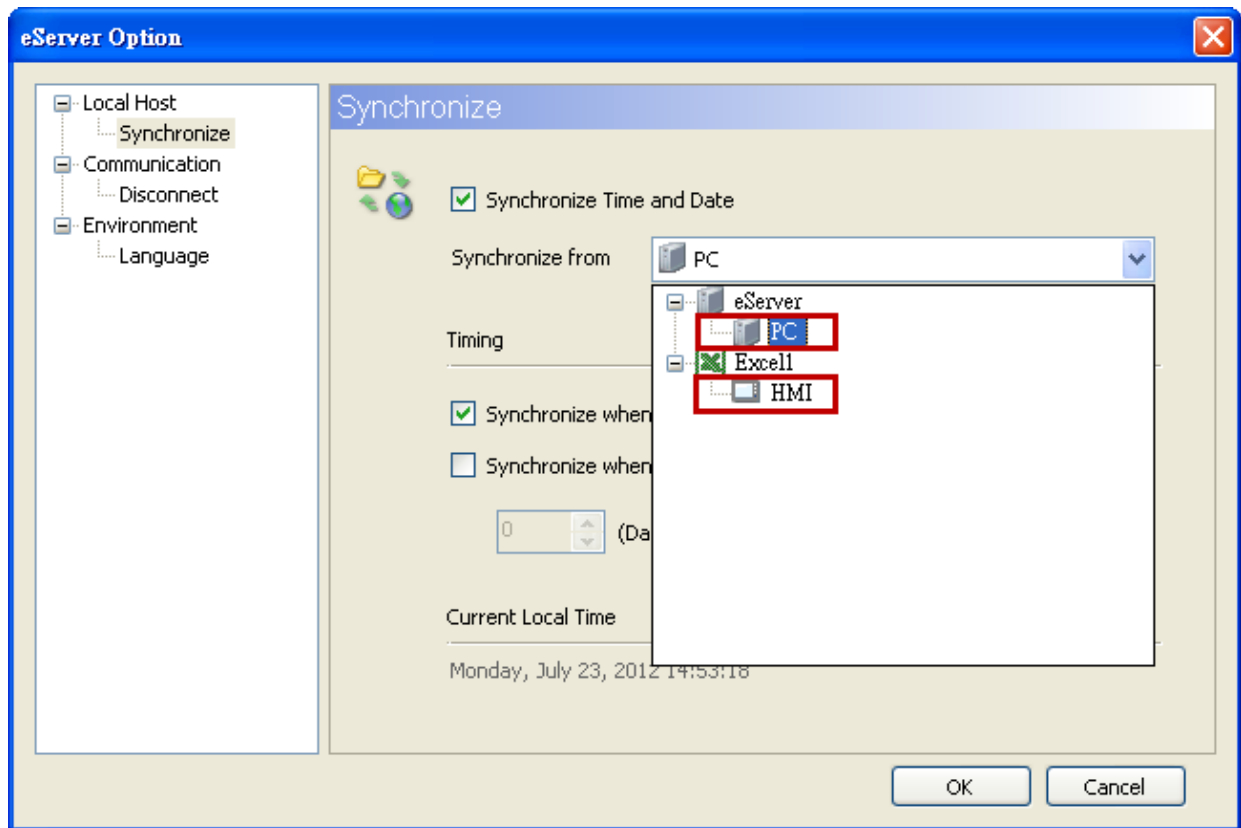 eServer Option
Local Host
Synchronize
Communication
Disconnect
Environment
Language
Synchronize
Synchronize Time and Date
Synchronize from
PC
eServer
PC
Excel1
HMI
Timing
Synchronize when
Synchronize when
0 (Da
Current Local Time
Monday, July 23, 2012 14:53:18
OK Cancel